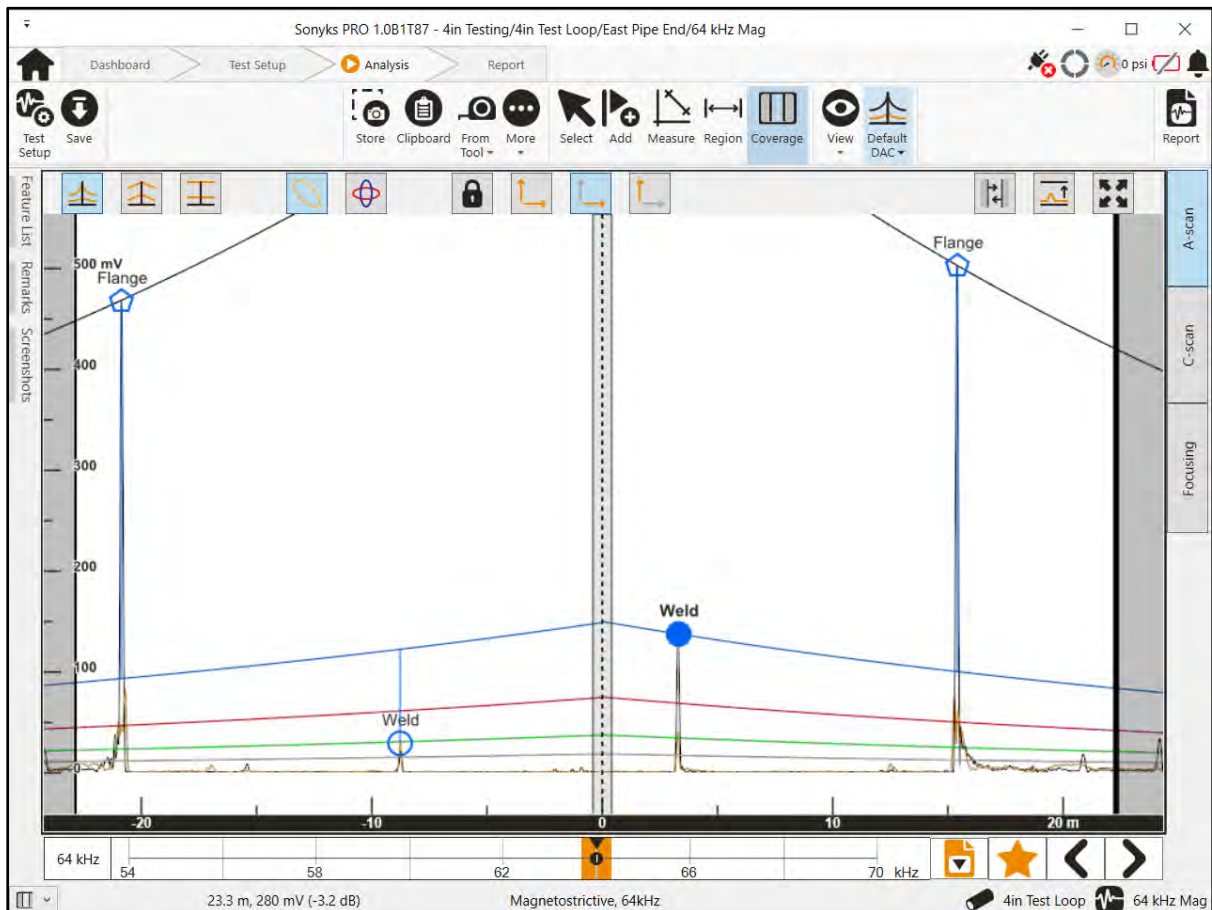 Sonyks PRO 1.0B1T87 - 4in Testing/4in Test Loop/East Pipe End/64 kHz Mag
Dashboard Test Setup Analysis Report
0 psi
Test Setup
Save
Store
Clipboard
From Tool
More
Select
Add
Measure
Region
Coverage
View
Default DAC
Report
Feature List
Remarks
Screenshots
A-scan
C-scan
Focusing
500 mV
Flange
Flange
400
300
200
Weld
100
Weld
0
-20 -10 0 10 20 m
64 kHz 54 58 62 66 70 kHz
23.3 m, 280 mV (-3.2 dB) Magnetostrictive, 64kHz 4in Test Loop 64 kHz Mag